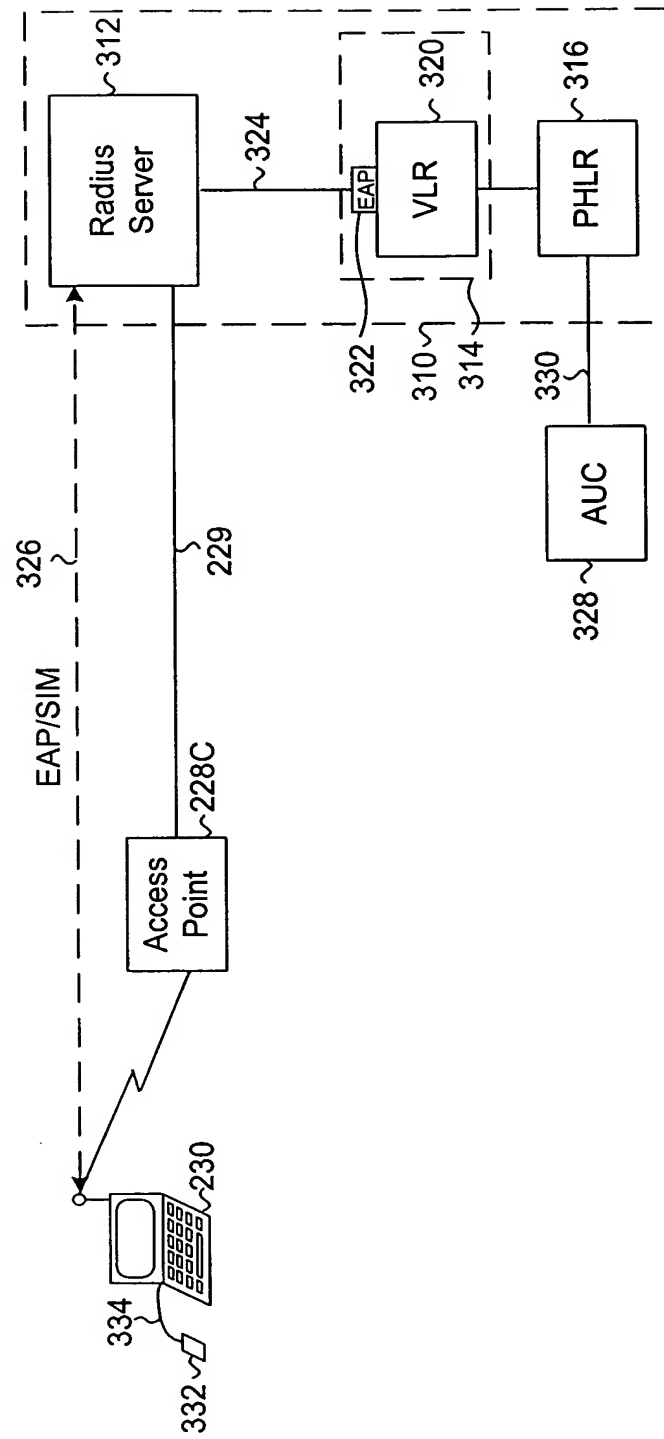 326
EAP/SIM
Radius
Server
312
324
229
Access
Point
228C
230
334
332
EAP
VLR
320
322
310
314
PHLR
316
330
AUC
328